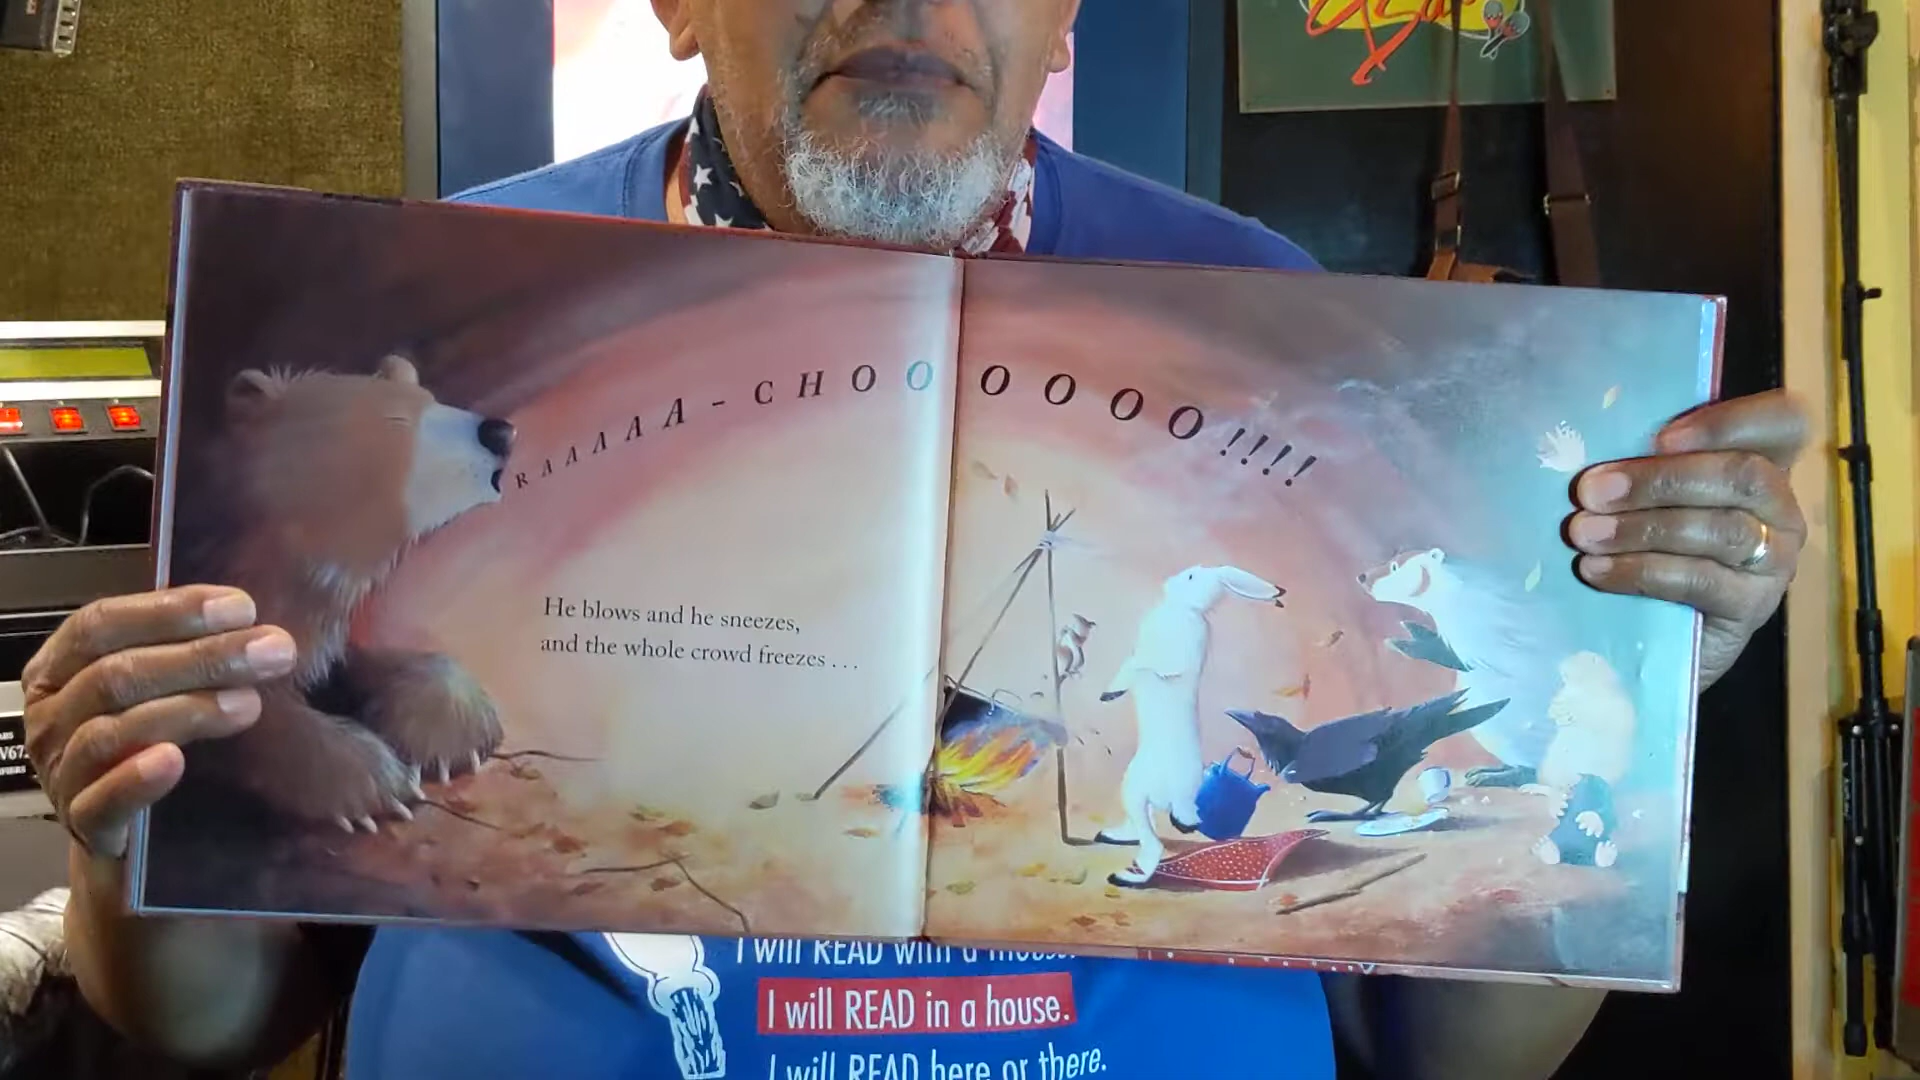 RAAAAA-CHOOOOOO!!!!
He blows and he sneezes,
and the whole crowd freezes ...
I will READ with a mouse.
I will READ in a house.
I will READ here or there.